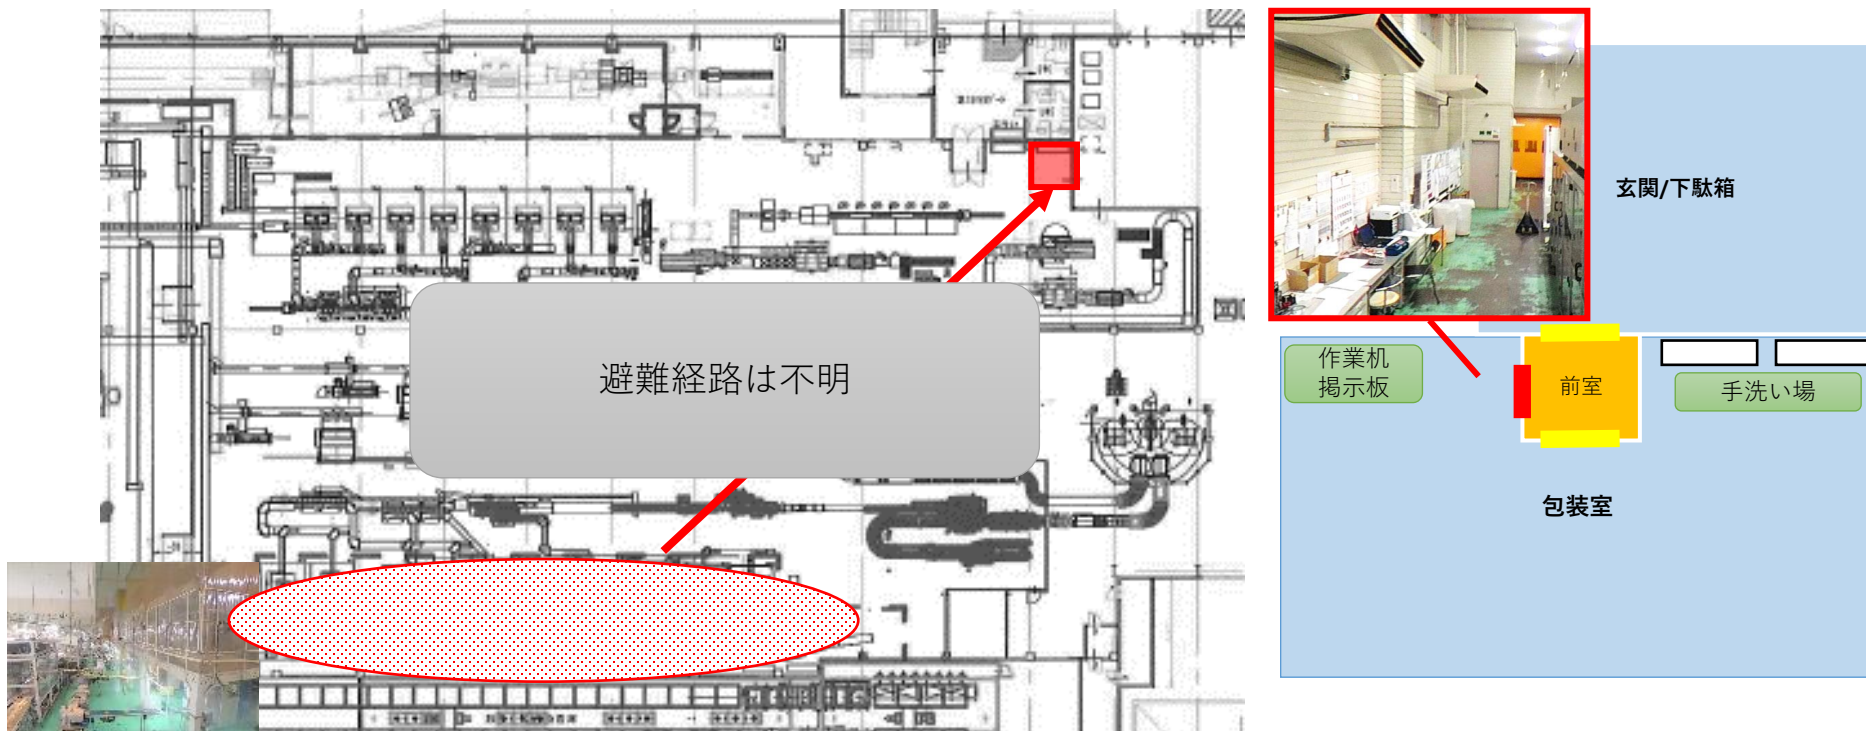 避難経路は不明
玄関/下駄箱
作業机
掲示板
前室
手洗い場
包装室